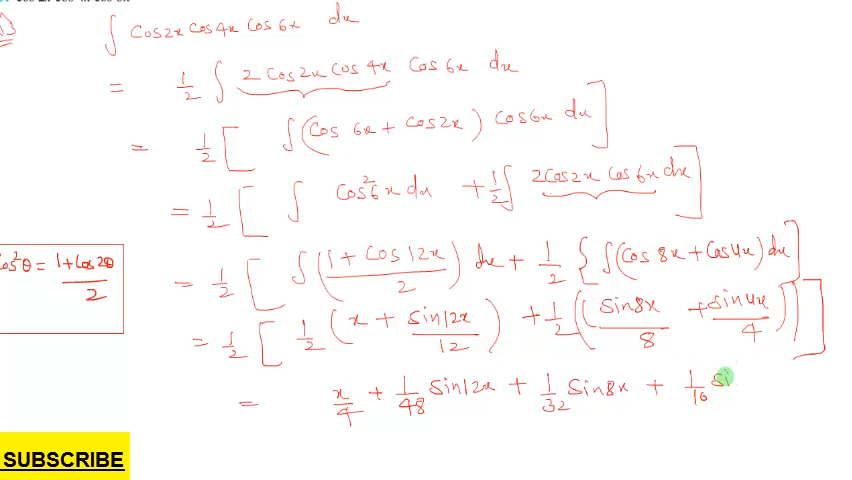 ∫ cos2x cos4x cos6x dx
= 1/2 ∫ 2 cos2x cos4x cos6x dx
= 1/2 [ ∫ (cos 6x + cos2x) cos6x dx ]
= 1/2 [ ∫ cos²6x dx + 1/2 ∫ 2cos2x cos6x dx ]
cos²θ = (1+cos2θ)/2
= 1/2 [ ∫ ((1 + cos12x)/2) dx + 1/2 { ∫ (cos8x + cos4x) dx ]
= 1/2 [ 1/2 (x + sin12x/12) + 1/2 ((sin8x/8 + sin4x/4)) ]
= x/4 + 1/48 sin12x + 1/32 sin8x + 1/16 si
SUBSCRIBE